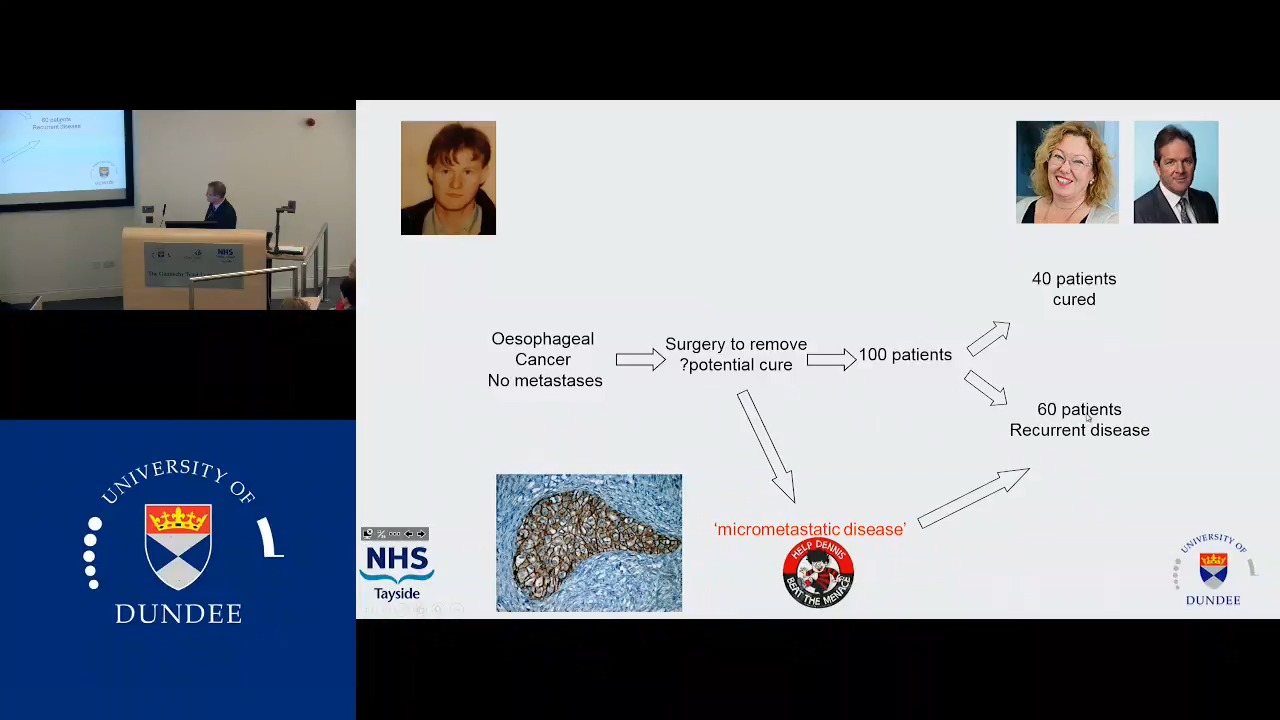 60 patients
Recurrent disease
NHS
UNIVERSITY OF
DUNDEE
Oesophageal
Cancer
No metastases
Surgery to remove
?potential cure
100 patients
40 patients
cured
60 patients
Recurrent disease
'micrometastatic disease'
HELP DENNIS
BEAT THE MENACE
NHS
Tayside
UNIVERSITY OF
DUNDEE